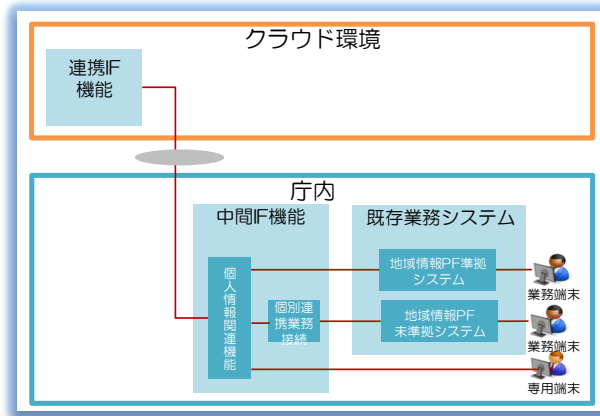 クラウド環境
連携IF
機能
庁内
中間IF機能
既存業務システム
個人情報関連機能
個別連
携業務
接続
地域情報PF準拠
システム
業務端末
地域情報PF
未準拠システム
業務端末
専用端末